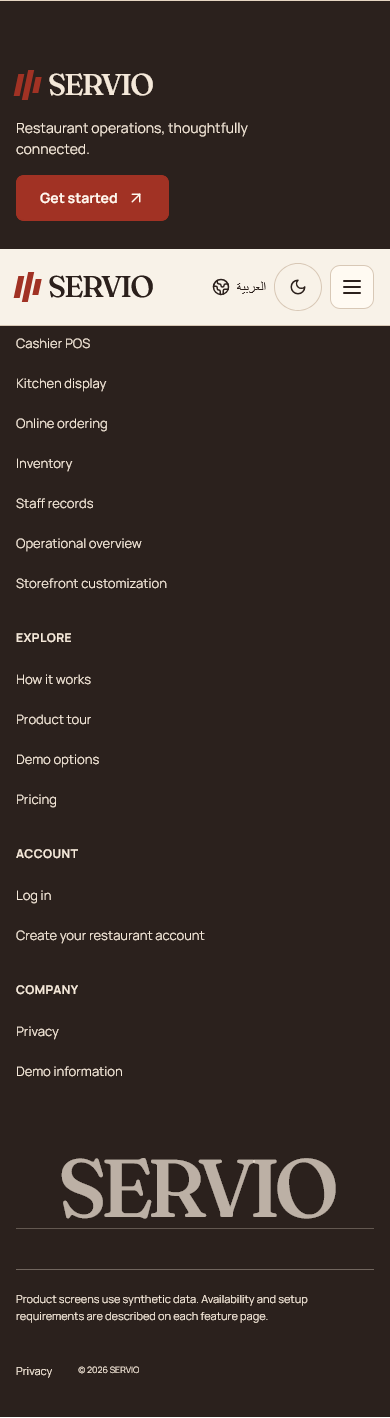 SERVIO
Restaurant operations, thoughtfully
connected.
Get started
SERVIO
العربية
Cashier POS
Kitchen display
Online ordering
Inventory
Staff records
Operational overview
Storefront customization
EXPLORE
How it works
Product tour
Demo options
Pricing
ACCOUNT
Log in
Create your restaurant account
COMPANY
Privacy
Demo information
SERVIO
Product screens use synthetic data. Availability and setup
requirements are described on each feature page.
Privacy © 2026 SERVIO